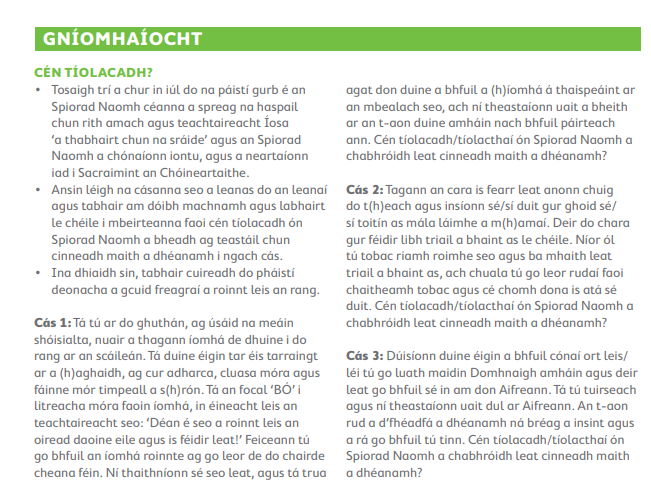 GNÍOMHAÍOCHT
CÉN TÍOLACADH?
• Tosaigh trí a chur in iúl do na páistí gurb é an
Spiorad Naomh céanna a spreag na haspail
chun rith amach agus teachtaireacht Íosa
‘a thabhairt chun na sráide’ agus an Spiorad
Naomh a chónaíonn iontu, agus a neartaíonn
iad i Sacraimint an Chóineartaithe.
• Ansin léigh na cásanna seo a leanas do an leanaí
agus tabhair am dóibh machnamh agus labhairt
le chéile i mbeirteanna faoi cén tíolacadh ón
Spiorad Naomh a bheadh ag teastáil chun
cinneadh maith a dhéanamh i ngach cás.
• Ina dhiaidh sin, tabhair cuireadh do pháistí
deonacha a gcuid freagraí a roinnt leis an rang.
Cás 1: Tá tú ar do ghuthán, ag úsáid na meáin
shóisialta, nuair a thagann íomhá de dhuine i do
rang ar an scáileán. Tá duine éigin tar éis tarraingt
ar a (h)aghaidh, ag cur adharca, cluasa móra agus
fáinne mór timpeall a s(h)rón. Tá an focal ‘BÓ’ i
litreacha móra faoin íomhá, in éineacht leis an
teachtaireacht seo: ‘Déan é seo a roinnt leis an
oiread daoine eile agus is féidir leat!’ Feiceann tú
go bhfuil an íomhá roinnte ag go leor de do chairde
cheana féin. Ní thaithníonn sé seo leat, agus tá trua
agat don duine a bhfuil a (h)íomhá á thaispeáint ar
an mbealach seo, ach ní theastaíonn uait a bheith
ar an t-aon duine amháin nach bhfuil páirteach
ann. Cén tíolacadh/tíolacthaí ón Spiorad Naomh a
chabhróidh leat cinneadh maith a dhéanamh?
Cás 2: Tagann an cara is fearr leat anonn chuig
do t(h)each agus insíonn sé/sí duit gur ghoid sé/
sí toitín as mála láimhe a m(h)amaí. Deir do chara
gur féidir libh triail a bhaint as le chéile. Níor ól
tú tobac riamh roimhe seo agus ba mhaith leat
triail a bhaint as, ach chuala tú go leor rudaí faoi
chaitheamh tobac agus cé chomh dona is atá sé
duit. Cén tíolacadh/tíolacthaí ón Spiorad Naomh a
chabhróidh leat cinneadh maith a dhéanamh?
Cás 3: Dúisíonn duine éigin a bhfuil cónaí ort leis/
léi tú go luath maidin Domhnaigh amháin agus deir
leat go bhfuil sé in am don Aifreann. Tá tú tuirseach
agus ní theastaíonn uait dul ar Aifreann. An t-aon
rud a d’fhéadfá a dhéanamh ná bréag a insint agus
a rá go bhfuil tú tinn. Cén tíolacadh/tíolacthaí ón
Spiorad Naomh a chabhróidh leat cinneadh maith
a dhéanamh?